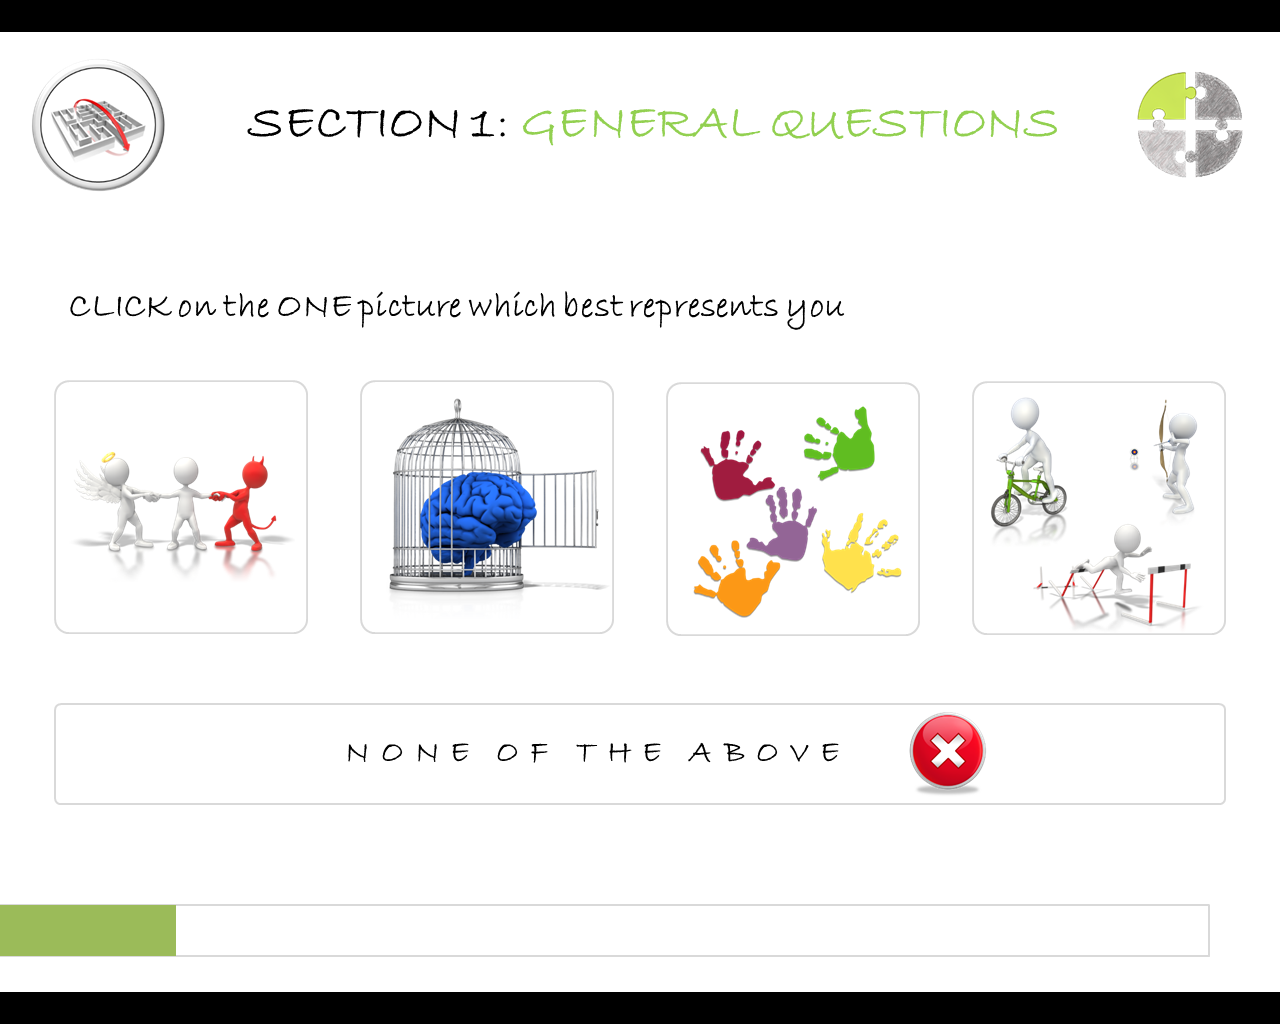 SECTION 1: GENERAL QUESTIONS
CLICK on the ONE picture which best represents you
NONE OF THE ABOVE